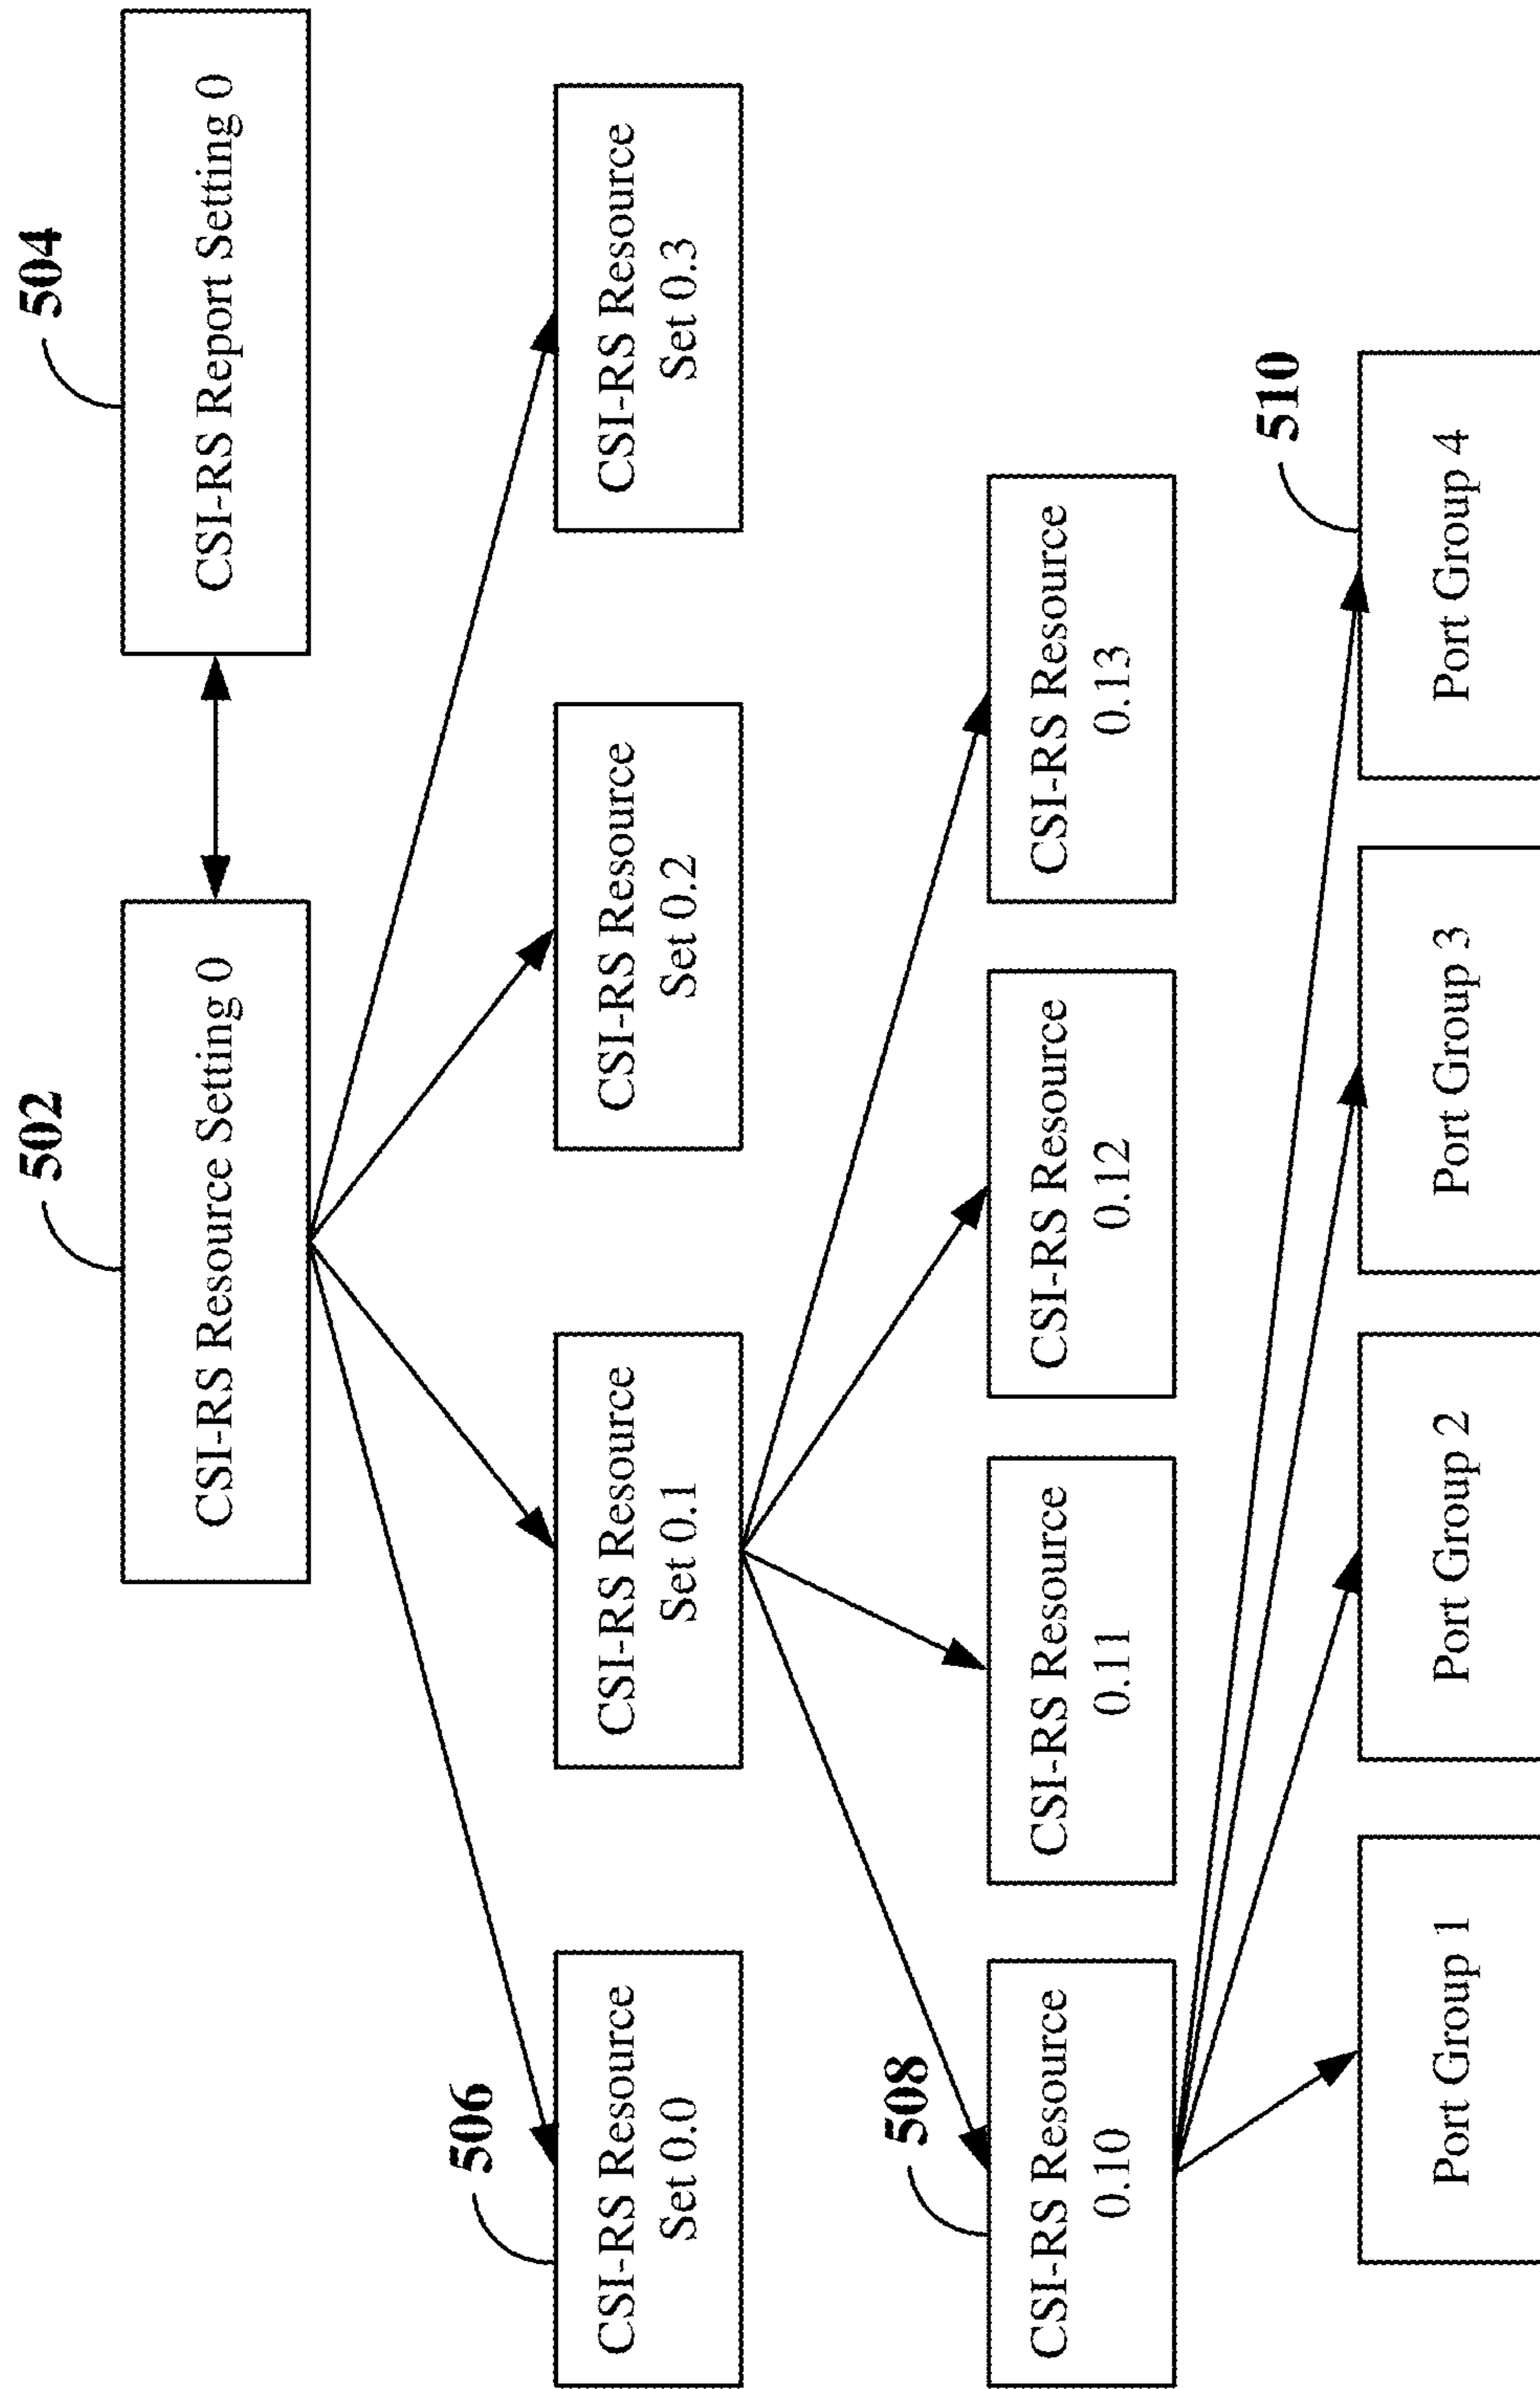 502
504
CSI-RS Resource Setting 0
CSI-RS Report Setting 0
506
CSI-RS Resource
Set 0.0
CSI-RS Resource
Set 0.1
CSI-RS Resource
Set 0.2
CSI-RS Resource
Set 0.3
508
CSI-RS Resource
0.10
CSI-RS Resource
0.11
CSI-RS Resource
0.12
CSI-RS Resource
0.13
510
Port Group 1
Port Group 2
Port Group 3
Port Group 4